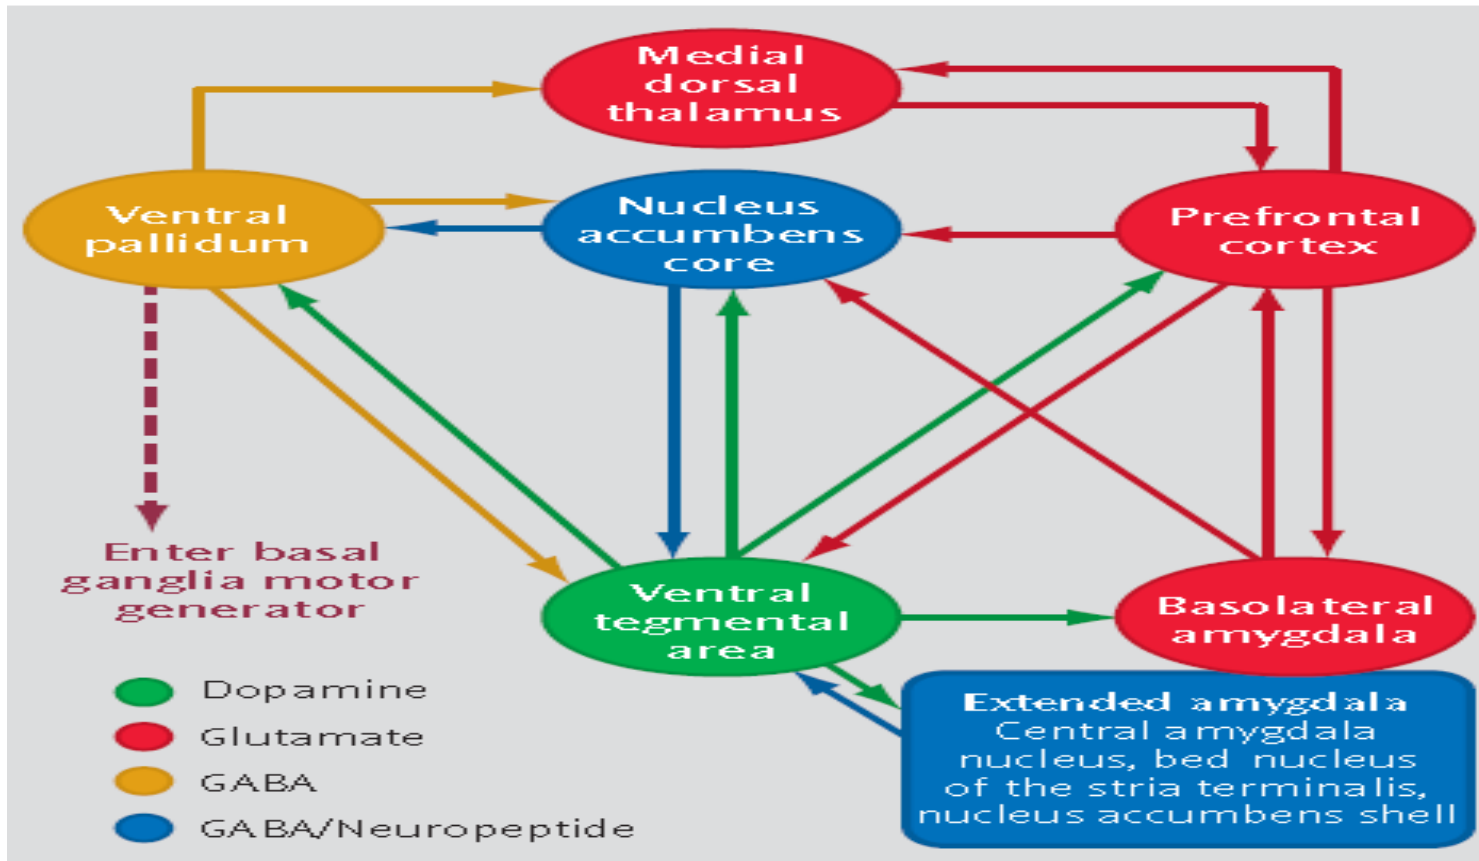 Medial
dorsal
thalamus
Ventral
pallidum
Nucleus
accumbens
core
Prefrontal
cortex
Enter basal
ganglia motor
generator
Ventral
tegmental
area
Basolateral
amygdala
Extended amygdala
Central amygdala
nucleus, bed nucleus
of the stria terminalis,
nucleus accumbens shell
Dopamine
Glutamate
GABA
GABA/Neuropeptide